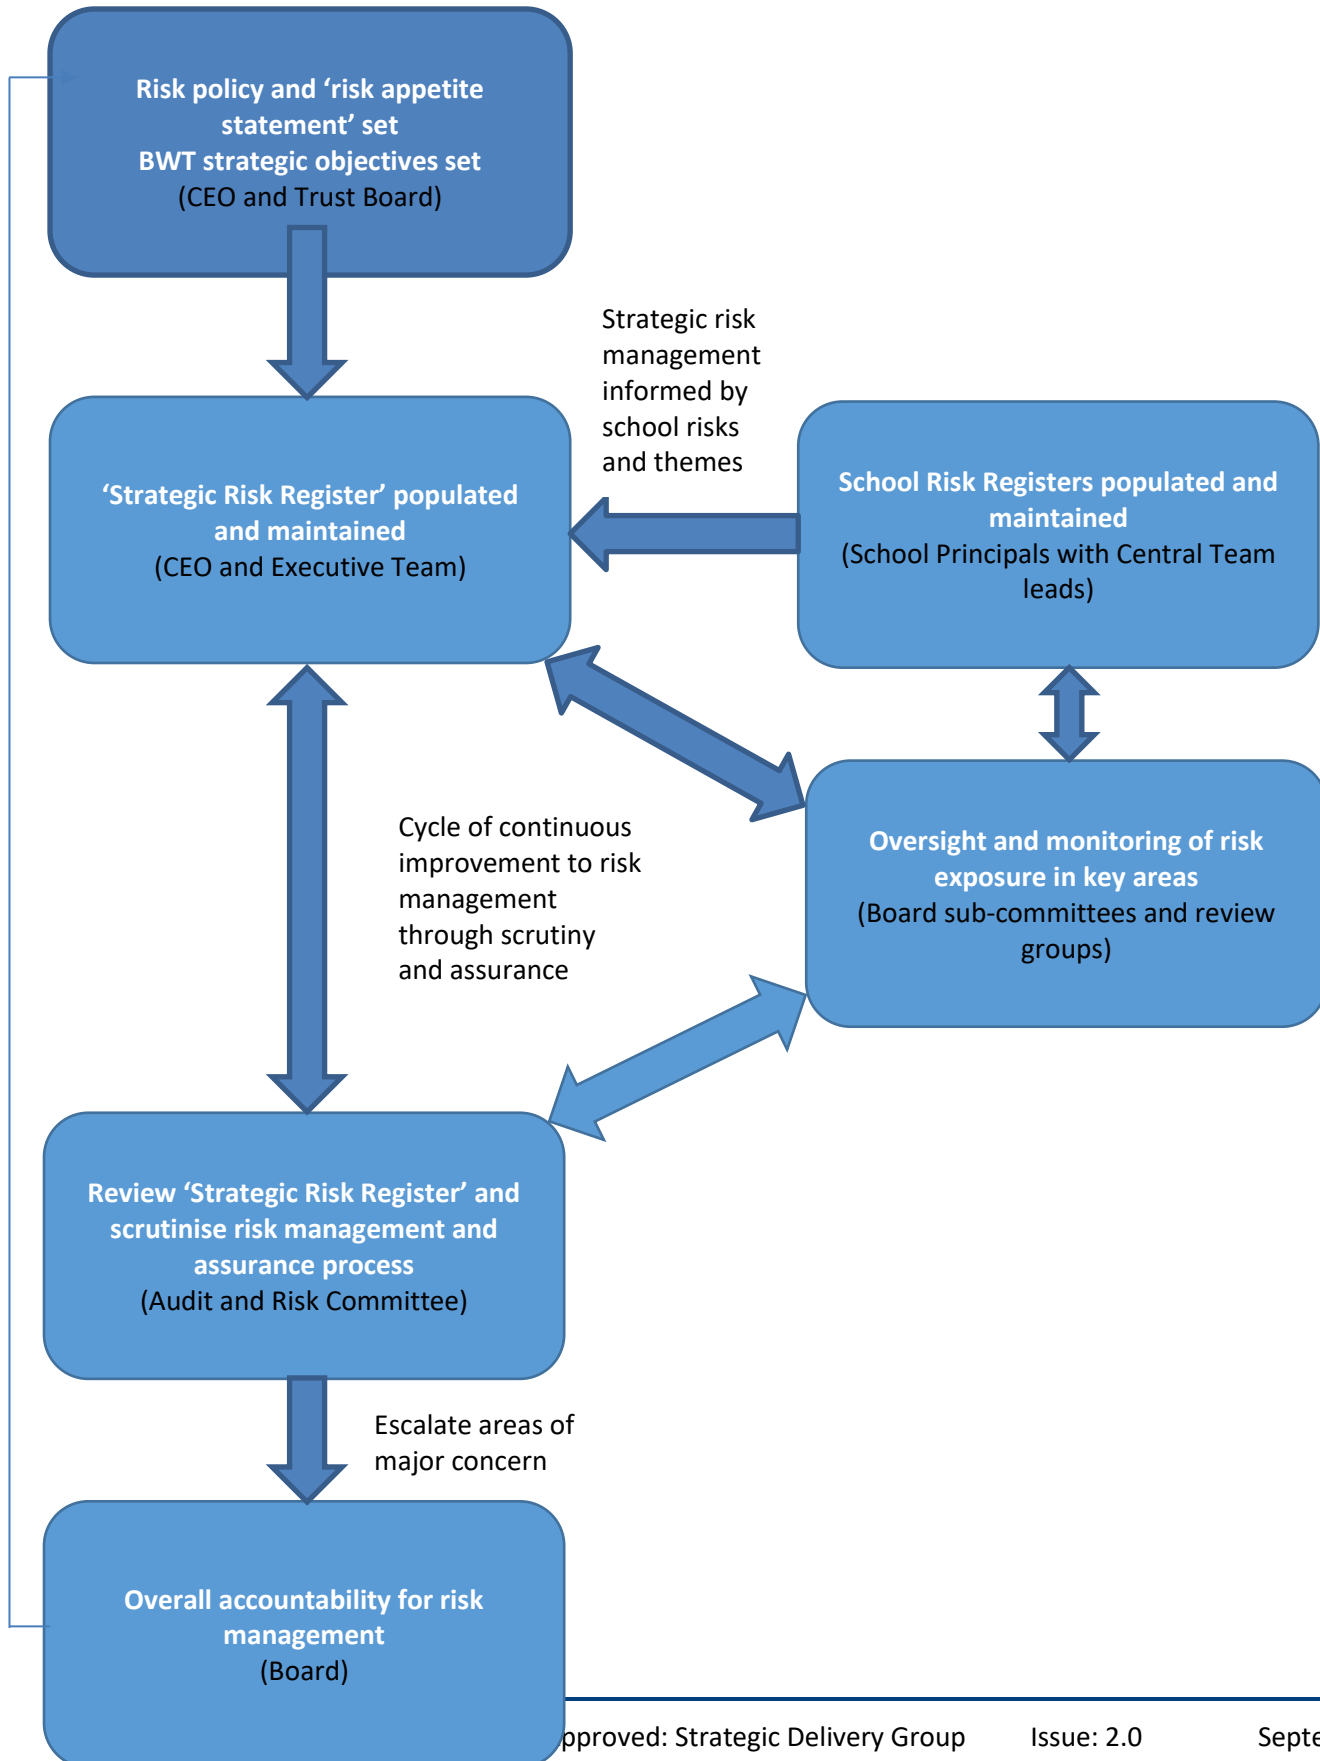 Risk policy and ‘risk appetite
statement’ set
BWT strategic objectives set
(CEO and Trust Board)
Strategic risk
management
informed by
school risks
and themes
‘Strategic Risk Register’ populated
and maintained
(CEO and Executive Team)
School Risk Registers populated and
maintained
(School Principals with Central Team
leads)
Cycle of continuous
improvement to risk
management
through scrutiny
and assurance
Oversight and monitoring of risk
exposure in key areas
(Board sub-committees and review
groups)
Review ‘Strategic Risk Register’ and
scrutinise risk management and
assurance process
(Audit and Risk Committee)
Escalate areas of
major concern
Overall accountability for risk
management
(Board)
pproved: Strategic Delivery Group Issue: 2.0 Septe